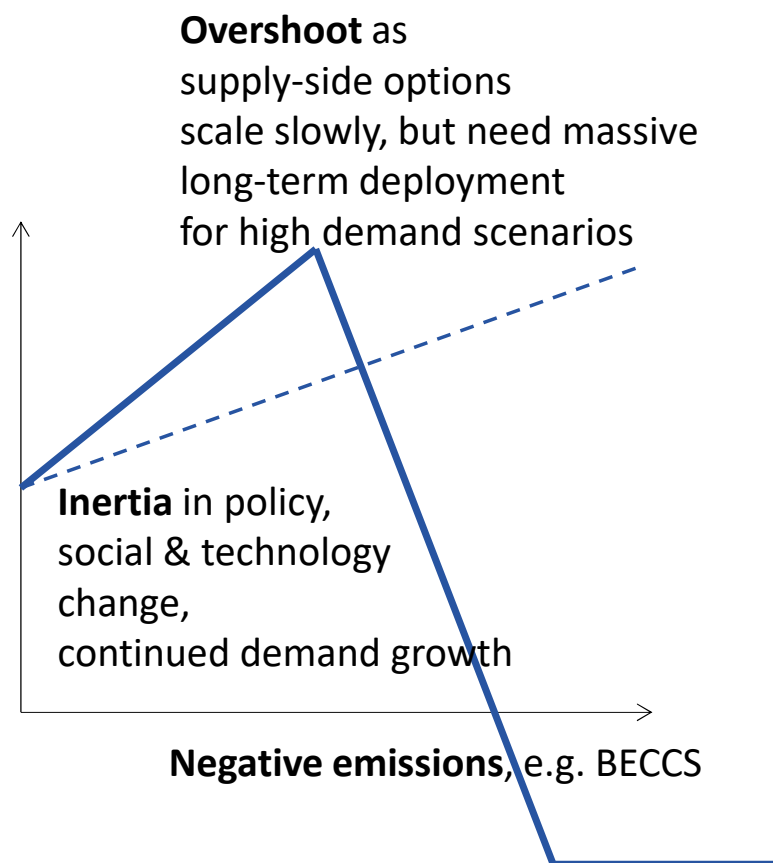 Overshoot as
supply-side options
scale slowly, but need massive
long-term deployment
for high demand scenarios
Inertia in policy,
social & technology
change,
continued demand growth
Negative emissions, e.g. BECCS